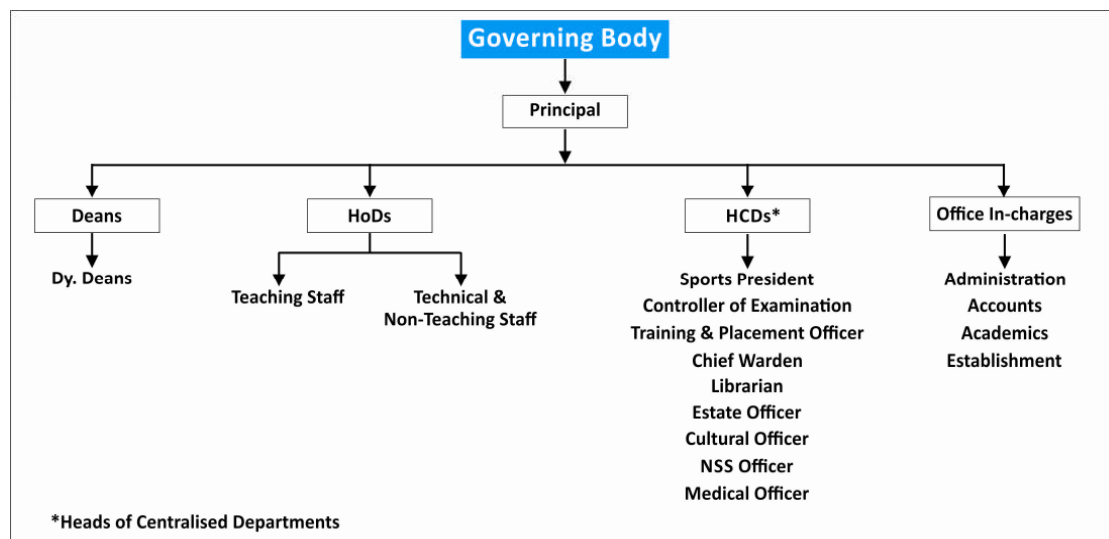 Governing Body
Principal
Deans
HoDs
HCDs*
Office In-charges
Dy. Deans
Teaching Staff
Technical &
Non-Teaching Staff
Sports President
Controller of Examination
Training & Placement Officer
Chief Warden
Librarian
Estate Officer
Cultural Officer
NSS Officer
Medical Officer
Administration
Accounts
Academics
Establishment
*Heads of Centralised Departments